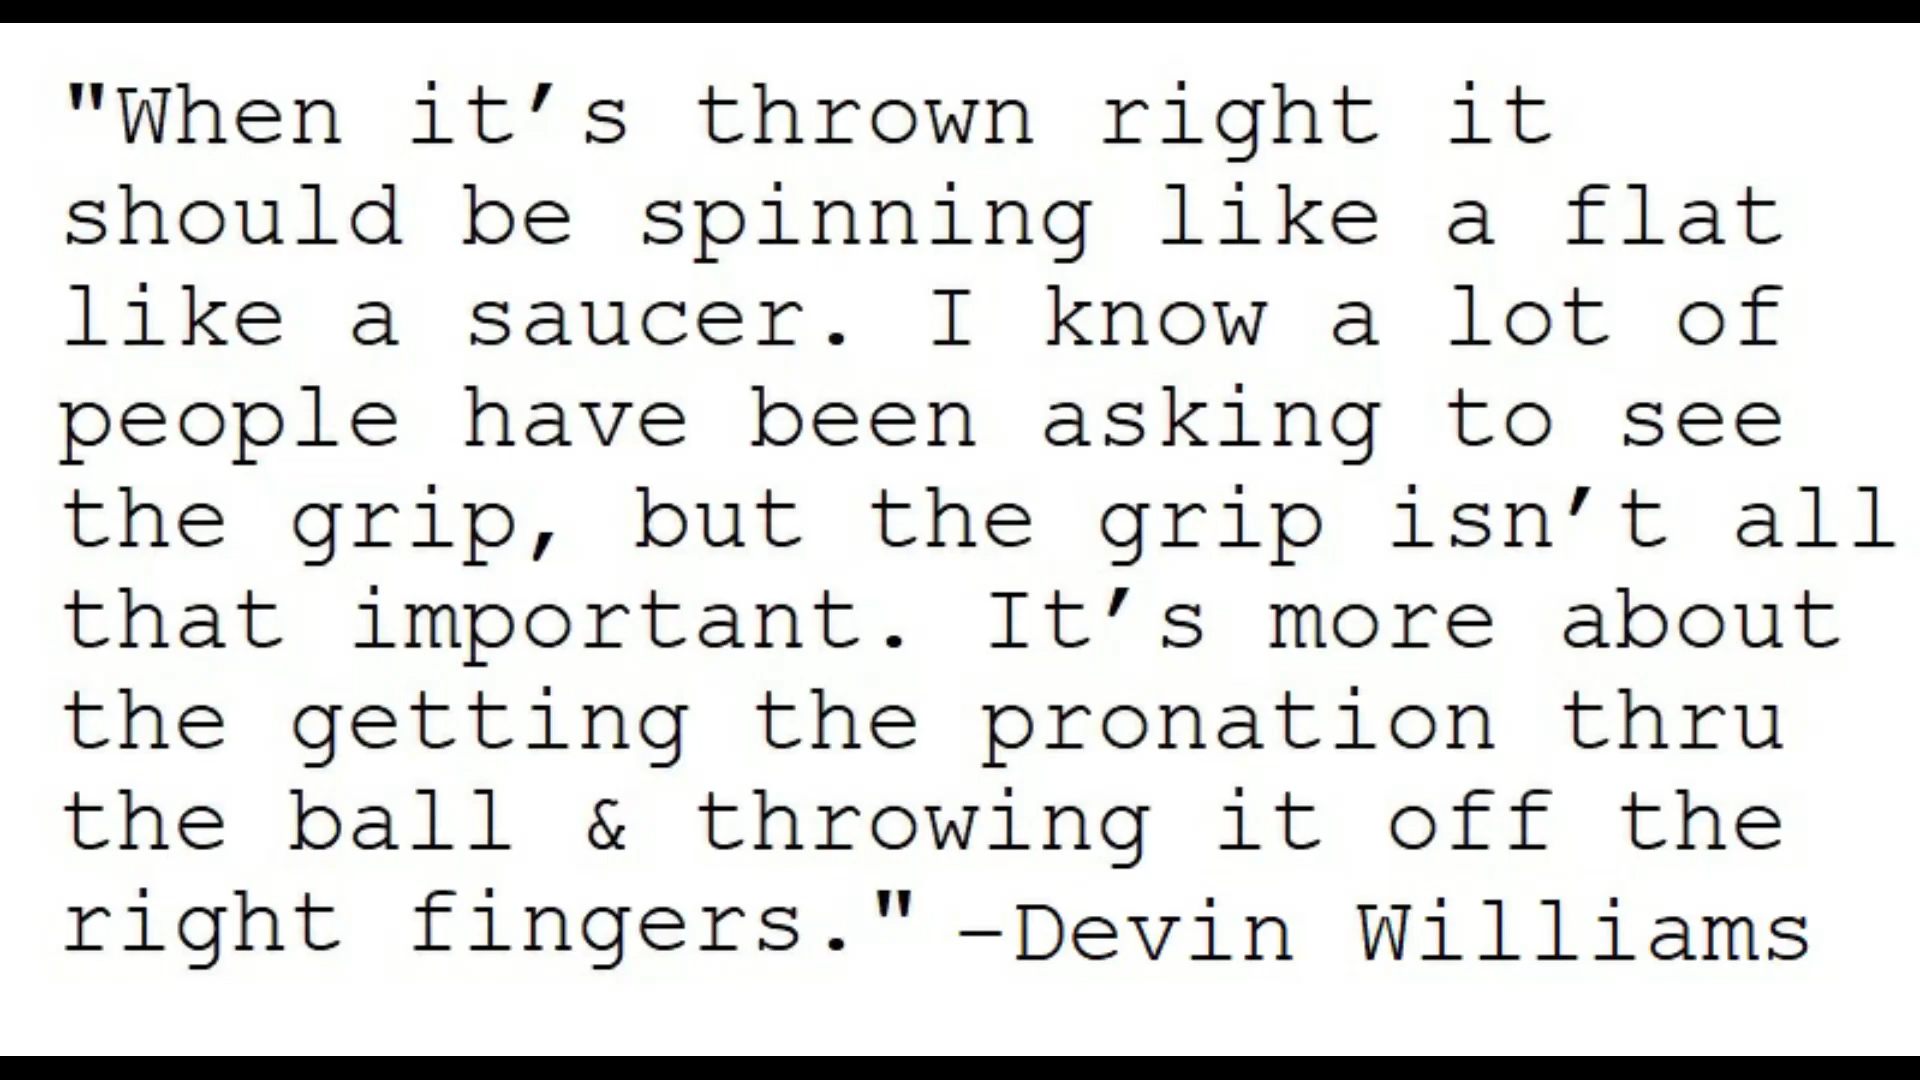 "When it’s thrown right it
should be spinning like a flat
like a saucer. I know a lot of
people have been asking to see
the grip, but the grip isn’t all
that important. It’s more about
the getting the pronation thru
the ball & throwing it off the
right fingers." -Devin Williams